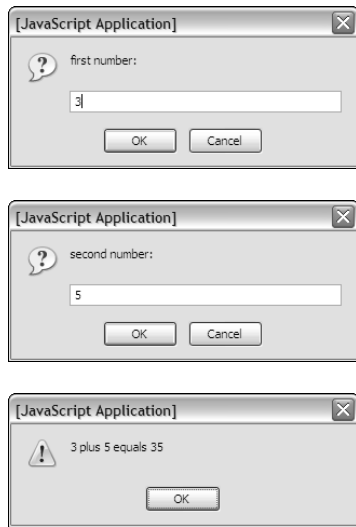 [JavaScript Application]
first number:
3
OK Cancel
[JavaScript Application]
second number:
5
OK Cancel
[JavaScript Application]
3 plus 5 equals 35
OK